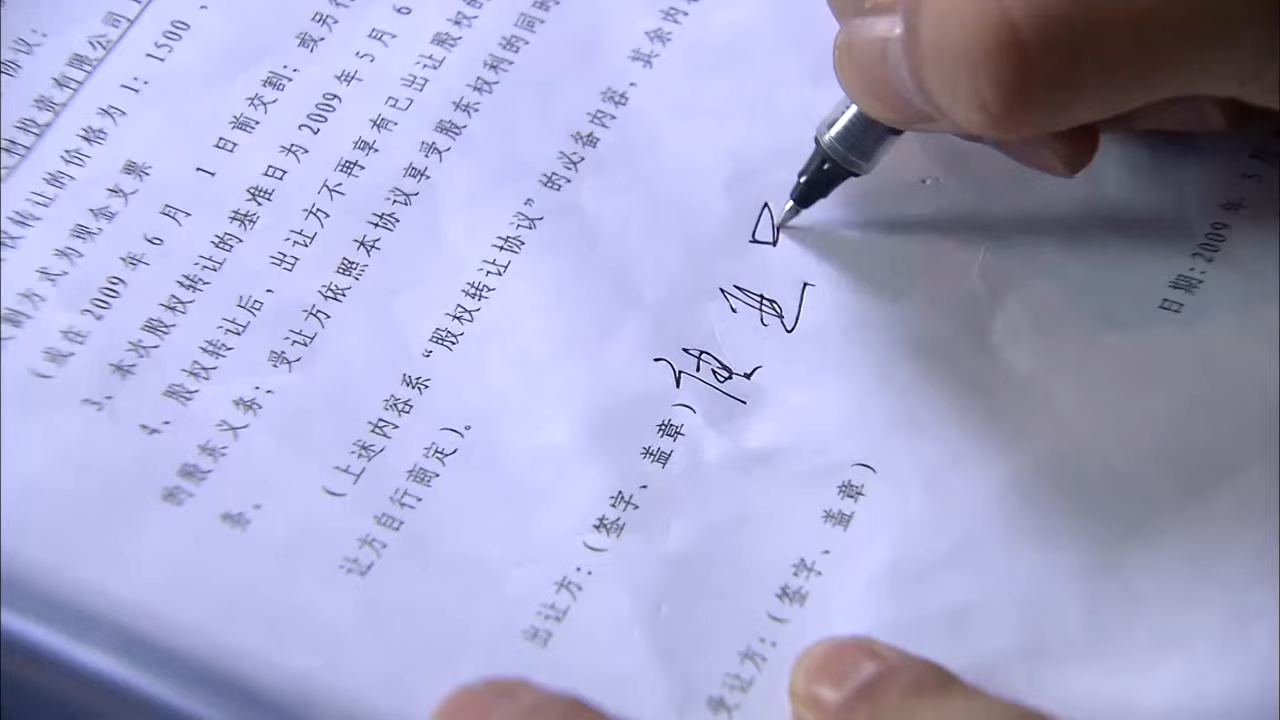 协议：
投资有限公司
权转让的价格为 1：1500、
方式为现金支票
（或在 2009 年 6 月 1 日前交割；或另行
3、本次股权转让的基准日为 2009 年 5 月 6
4、股权转让后，出让方不再享有已出让股权的
的股东义务；受让方依照本协议享受股东权利的同时
务。
（上述内容系“股权转让协议”的必备内容，其余内
让方自行商定）。
出让方：（签字、盖章）
受让方：（签字、盖章）
日期：2009 年 5 月